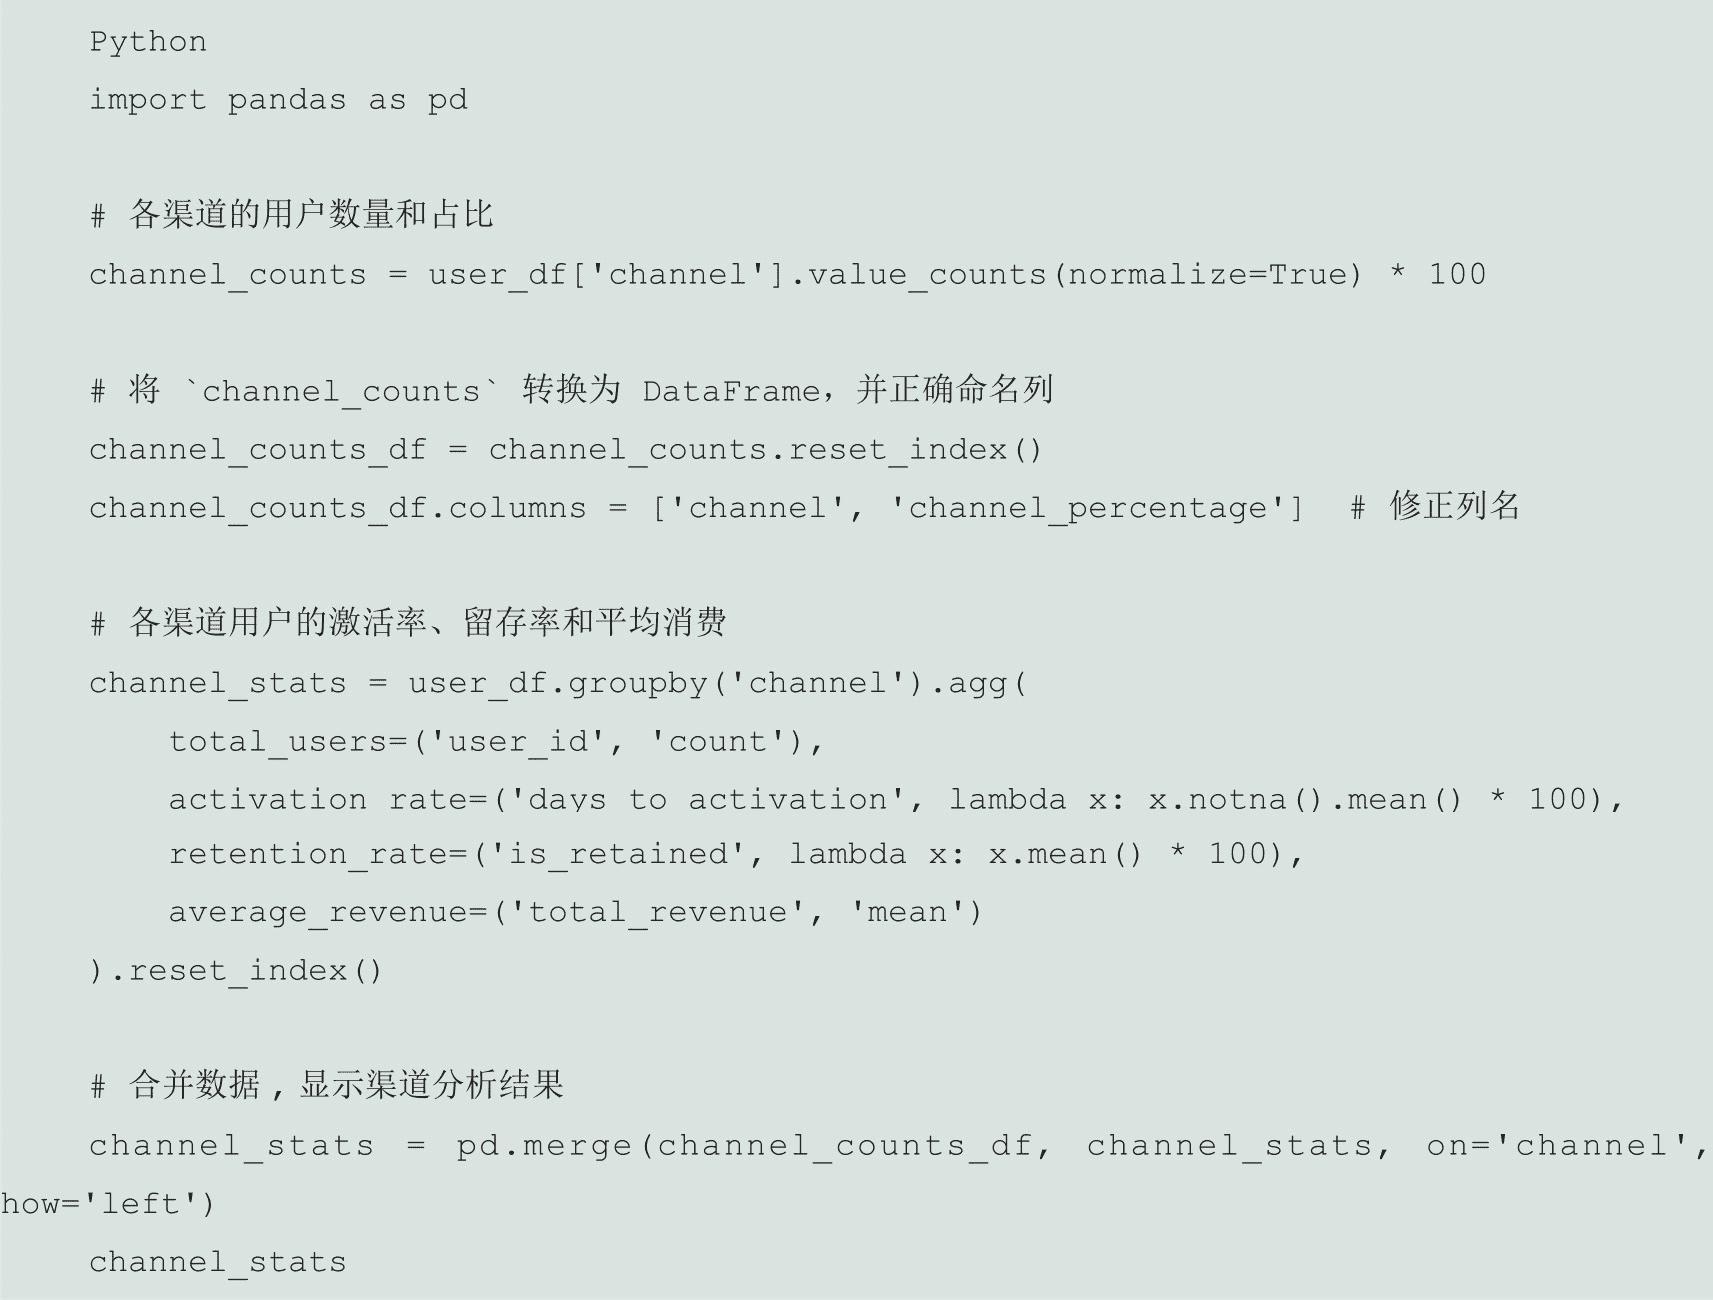 Python
import pandas as pd
# 各渠道的用户数量和占比
channel_counts = user_df['channel'].value_counts(normalize=True) * 100
# 将 `channel_counts` 转换为 DataFrame，并正确命名列
channel_counts_df = channel_counts.reset_index()
channel_counts_df.columns = ['channel', 'channel_percentage']  # 修正列名
# 各渠道用户的激活率、留存率和平均消费
channel_stats = user_df.groupby('channel').agg(
    total_users=('user_id', 'count'),
    activation_rate=('days_to_activation', lambda x: x.notna().mean() * 100),
    retention_rate=('is_retained', lambda x: x.mean() * 100),
    average_revenue=('total_revenue', 'mean')
).reset_index()
# 合并数据，显示渠道分析结果
channel_stats = pd.merge(channel_counts_df, channel_stats, on='channel',
how='left')
channel_stats